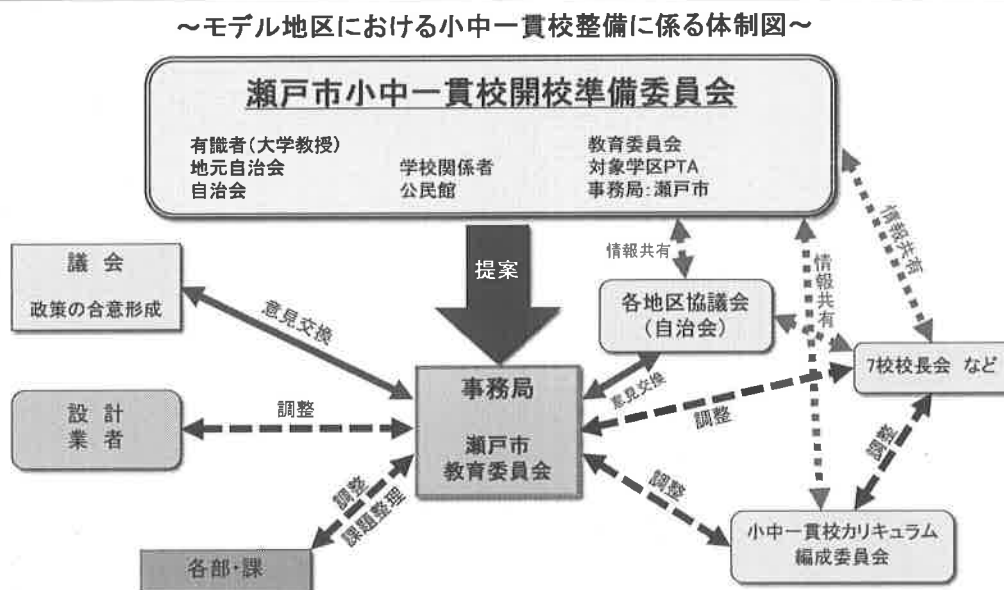 ～モデル地区における小中一貫校整備に係る体制図～
瀬戸市小中一貫校開校準備委員会
有識者(大学教授)
地元自治会
自治会
学校関係者
公民館
教育委員会
対象学区PTA
事務局:瀬戸市
提案
情報共有
情報共有
情報共有
議 会
政策の合意形成
意見交換
各地区協議会
(自治会)
7校校長会 など
設 計
業 者
調整
事務局
瀬戸市
教育委員会
意見交換
調整
調整
調整
課題整理
調整
各部・課
小中一貫校カリキュラム
編成委員会